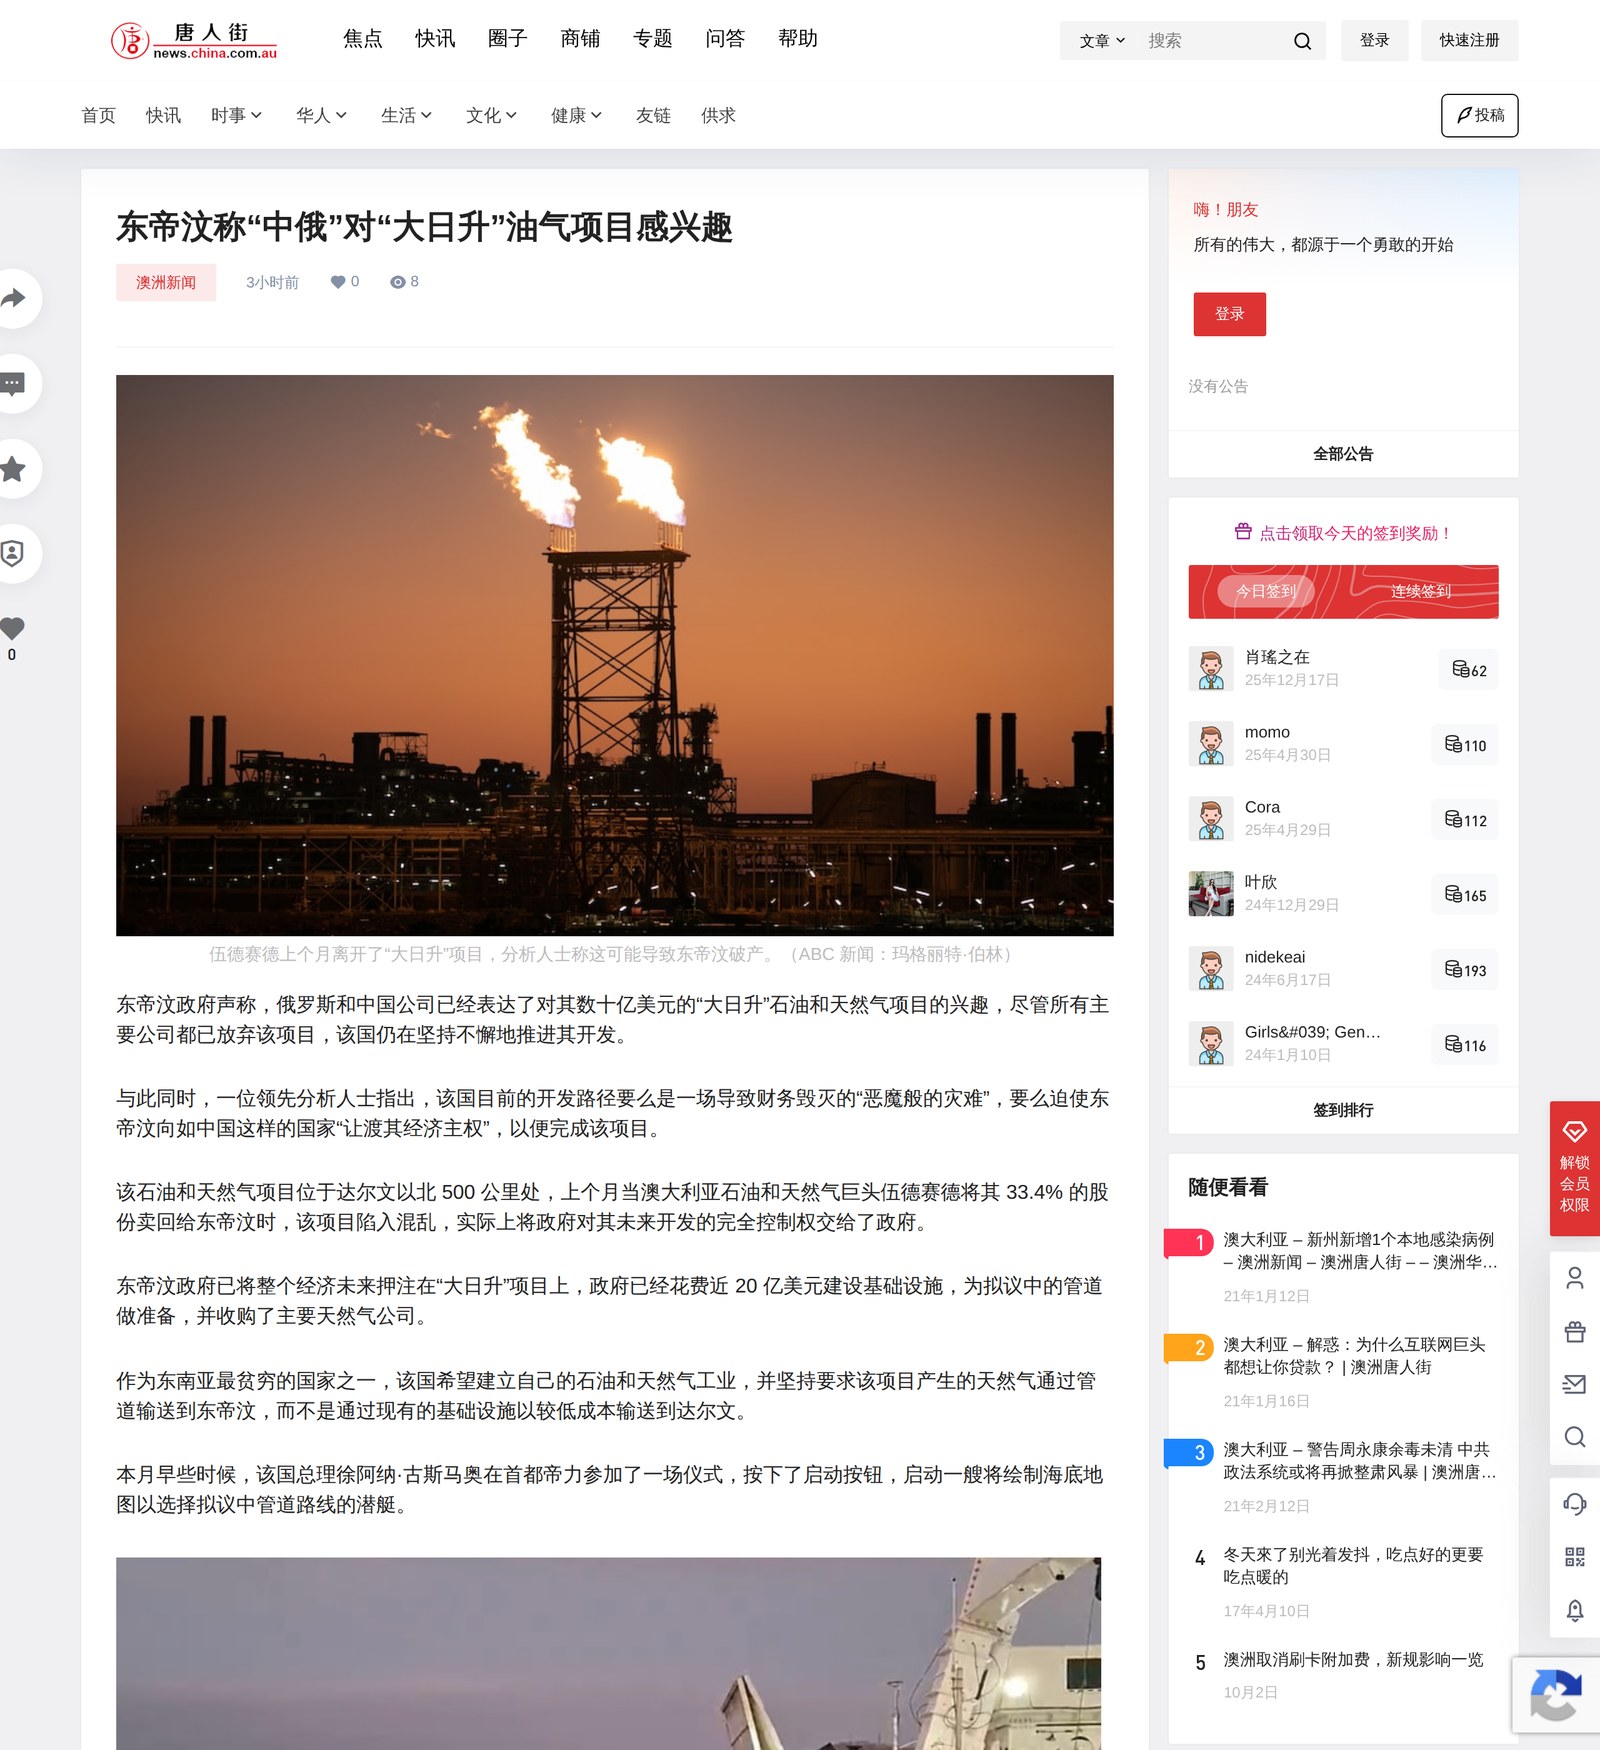 唐人街
news.china.com.au
焦点 快讯 圈子 商铺 专题 问答 帮助
文章 搜索
登录 快速注册
首页 快讯 时事 华人 生活 文化 健康 友链 供求
投稿
东帝汶称“中俄”对“大日升”油气项目感兴趣
澳洲新闻 3小时前 0 8
0
伍德赛德上个月离开了“大日升”项目，分析人士称这可能导致东帝汶破产。（ABC 新闻：玛格丽特·伯林）
东帝汶政府声称，俄罗斯和中国公司已经表达了对其数十亿美元的“大日升”石油和天然气项目的兴趣，尽管所有主
要公司都已放弃该项目，该国仍在坚持不懈地推进其开发。
与此同时，一位领先分析人士指出，该国目前的开发路径要么是一场导致财务毁灭的“恶魔般的灾难”，要么迫使东
帝汶向如中国这样的国家“让渡其经济主权”，以便完成该项目。
该石油和天然气项目位于达尔文以北 500 公里处，上个月当澳大利亚石油和天然气巨头伍德赛德将其 33.4% 的股
份卖回给东帝汶时，该项目陷入混乱，实际上将政府对其未来开发的完全控制权交给了政府。
东帝汶政府已将整个经济未来押注在“大日升”项目上，政府已经花费近 20 亿美元建设基础设施，为拟议中的管道
做准备，并收购了主要天然气公司。
作为东南亚最贫穷的国家之一，该国希望建立自己的石油和天然气工业，并坚持要求该项目产生的天然气通过管
道输送到东帝汶，而不是通过现有的基础设施以较低成本输送到达尔文。
本月早些时候，该国总理徐阿纳·古斯马奥在首都帝力参加了一场仪式，按下了启动按钮，启动一艘将绘制海底地
图以选择拟议中管道路线的潜艇。
嗨！朋友
所有的伟大，都源于一个勇敢的开始
登录
没有公告
全部公告
点击领取今天的签到奖励！
今日签到 连续签到
肖瑤之在
25年12月17日
62
momo
25年4月30日
110
Cora
25年4月29日
112
叶欣
24年12月29日
165
nidekeai
24年6月17日
193
Girls&#039; Gen…
24年1月10日
116
签到排行
随便看看
1 澳大利亚 – 新州新增1个本地感染病例
– 澳洲新闻 – 澳洲唐人街 – – 澳洲华…
21年1月12日
2 澳大利亚 – 解惑：为什么互联网巨头
都想让你贷款？ | 澳洲唐人街
21年1月16日
3 澳大利亚 – 警告周永康余毒未清 中共
政法系统或将再掀整肃风暴 | 澳洲唐…
21年2月12日
4 冬天來了别光着发抖，吃点好的更要
吃点暖的
17年4月10日
5 澳洲取消刷卡附加费，新规影响一览
10月2日
解锁
会员
权限